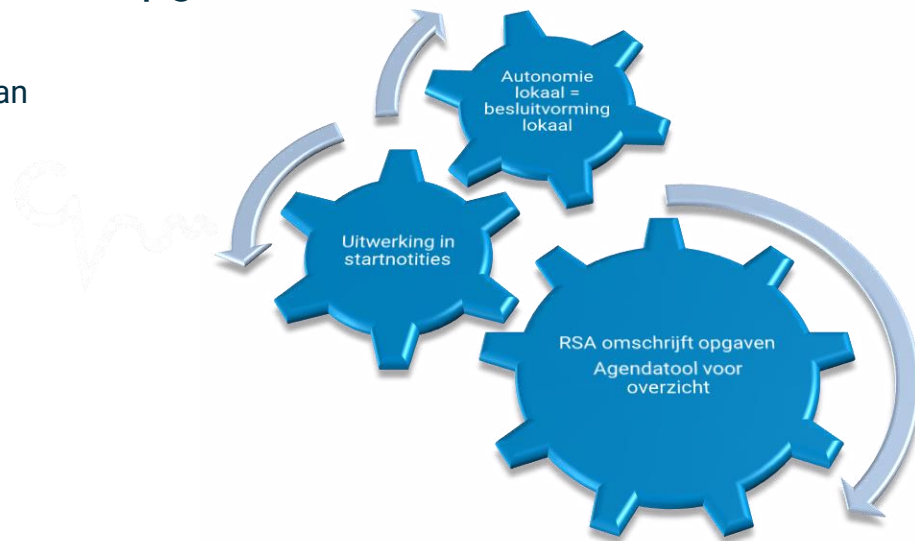 an
Autonomie
lokaal =
besluitvorming
lokaal
Uitwerking in
startnotities
RSA omschrijft opgaven
Agendatool voor
overzicht